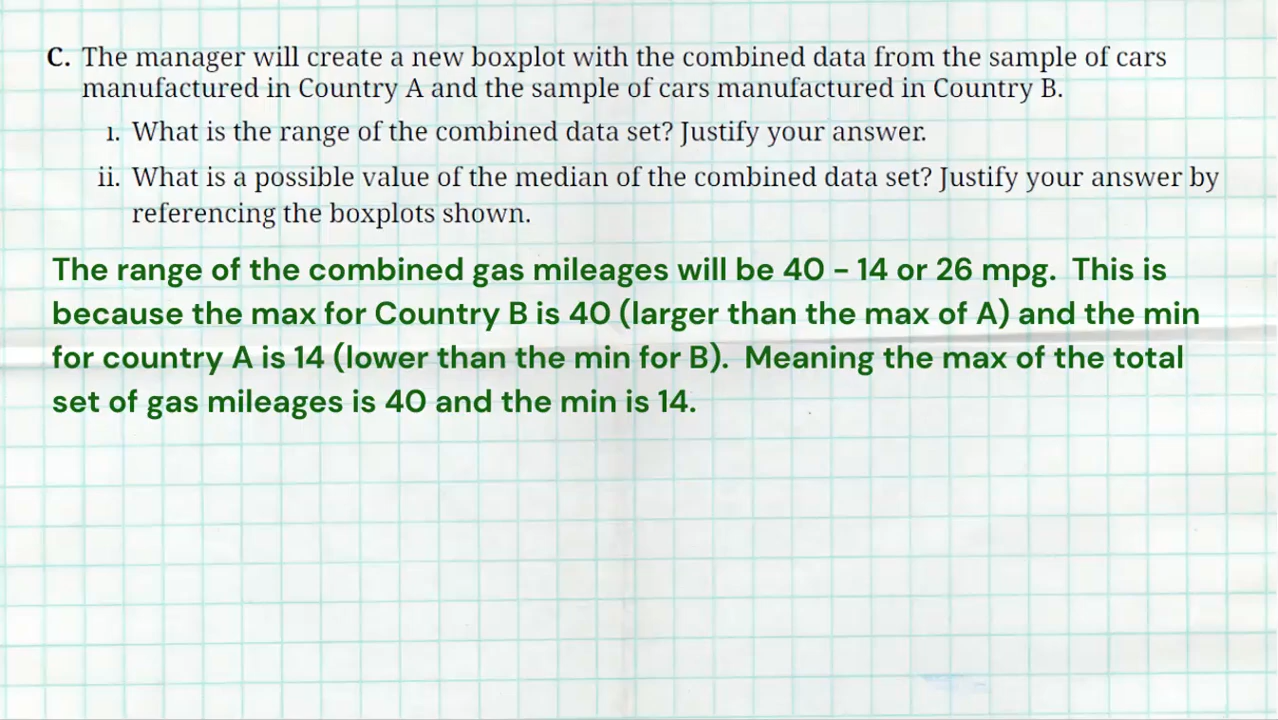 C. The manager will create a new boxplot with the combined data from the sample of cars
manufactured in Country A and the sample of cars manufactured in Country B.
i. What is the range of the combined data set? Justify your answer.
ii. What is a possible value of the median of the combined data set? Justify your answer by
referencing the boxplots shown.
The range of the combined gas mileages will be 40 - 14 or 26 mpg. This is
because the max for Country B is 40 (larger than the max of A) and the min
for country A is 14 (lower than the min for B). Meaning the max of the total
set of gas mileages is 40 and the min is 14.